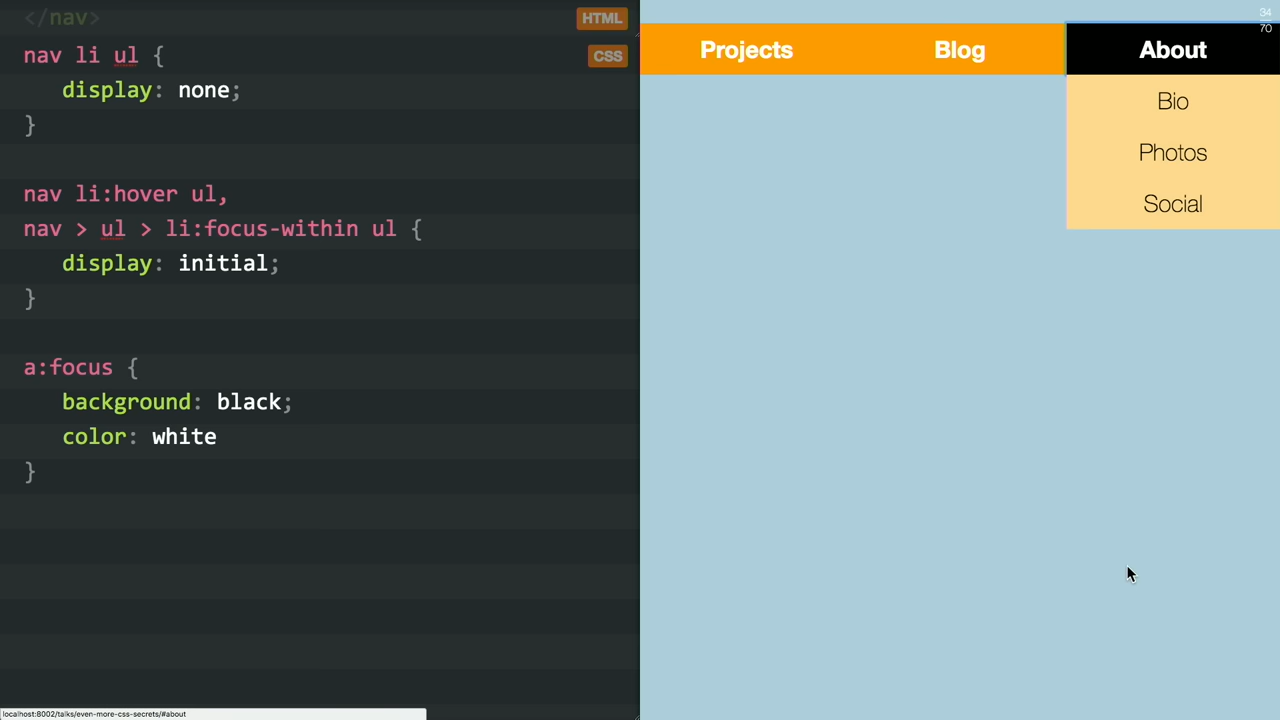 </nav>
HTML
nav li ul {
CSS
display: none;
}
nav li:hover ul,
nav > ul > li:focus-within ul {
display: initial;
}
a:focus {
background: black;
color: white
}
Projects
Blog
About
Bio
Photos
Social
34
70
localhost:8002/talks/even-more-css-secrets/#about